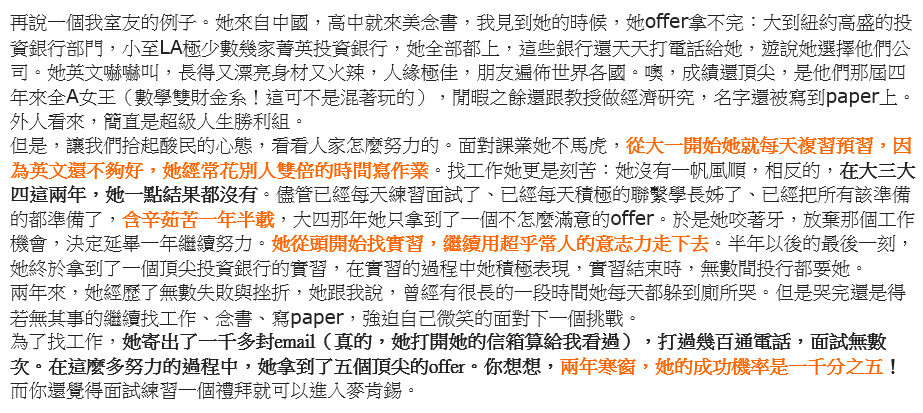 再說一個我室友的例子。她來自中國，高中就來美念書，我見到她的時候，她offer拿不完：大到紐約高盛的投
資銀行部門，小至LA極少數幾家菁英投資銀行，她全部都上，這些銀行還天天打電話給她，遊說她選擇他們公
司。她英文嚇嚇叫，長得又漂亮身材又火辣，人緣極佳，朋友遍佈世界各國。噢，成績還頂尖，是他們那屆四
年來全A女王（數學雙財金系！這可不是混著玩的），閒暇之餘還跟教授做經濟研究，名字還被寫到paper上。
外人看來，簡直是超級人生勝利組。
但是，讓我們拾起酸民的心態，看看人家怎麼努力的。面對課業她不馬虎，從大一開始她就每天複習預習，因
為英文還不夠好，她經常花別人雙倍的時間寫作業。找工作她更是刻苦：她沒有一帆風順，相反的，在大三大
四這兩年，她一點結果都沒有。儘管已經每天練習面試了、已經每天積極的聯繫學長姊了、已經把所有該準備
的都準備了，含辛茹苦一年半載，大四那年她只拿到了一個不怎麼滿意的offer。於是她咬著牙，放棄那個工作
機會，決定延畢一年繼續努力。她從頭開始找實習，繼續用超乎常人的意志力走下去。半年以後的最後一刻，
她終於拿到了一個頂尖投資銀行的實習，在實習的過程中她積極表現，實習結束時，無數間投行都要她。
兩年來，她經歷了無數失敗與挫折，她跟我說，曾經有很長的一段時間她每天都躲到廁所哭。但是哭完還是得
若無其事的繼續找工作、念書、寫paper，強迫自己微笑的面對下一個挑戰。
為了找工作，她寄出了一千多封email（真的，她打開她的信箱算給我看過），打過幾百通電話，面試無數
次。在這麼多努力的過程中，她拿到了五個頂尖的offer。你想想，兩年寒窗，她的成功機率是一千分之五！
而你還覺得面試練習一個禮拜就可以進入麥肯錫。